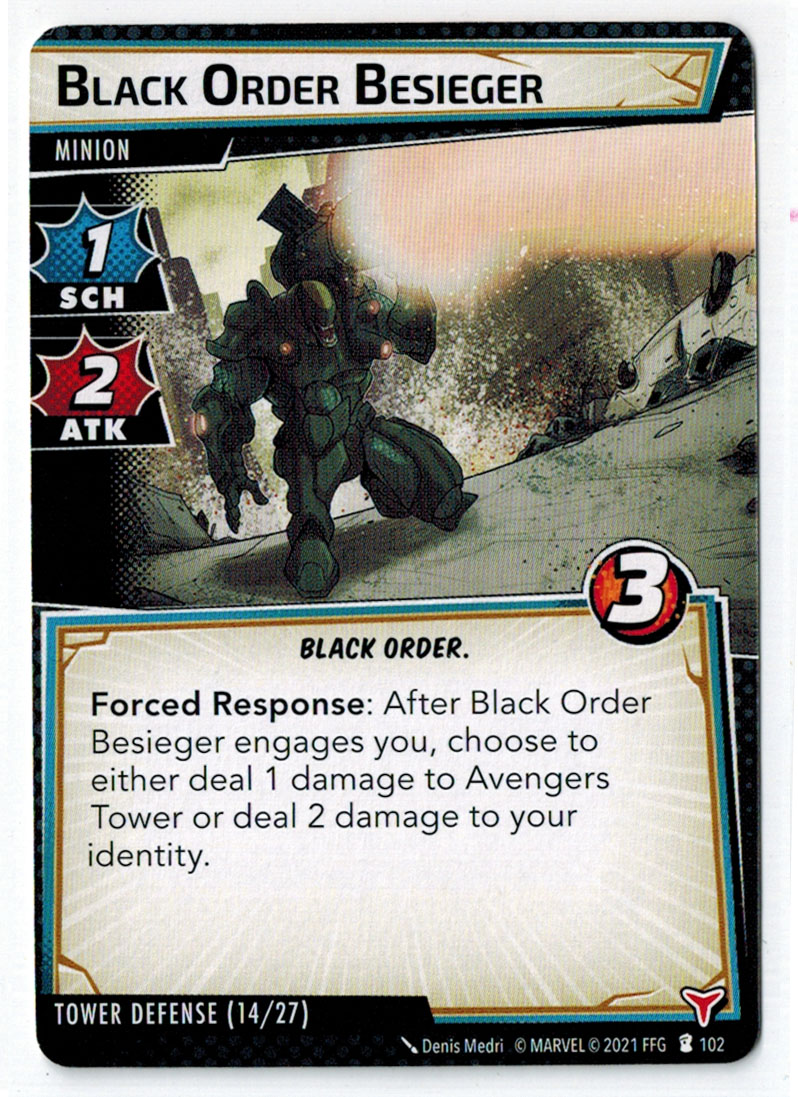 BLACK ORDER BESIEGER
MINION
1
SCH
2
ATK
3
BLACK ORDER.
Forced Response: After Black Order
Besieger engages you, choose to
either deal 1 damage to Avengers
Tower or deal 2 damage to your
identity.
TOWER DEFENSE (14/27)
Denis Medri © MARVEL © 2021 FFG 102